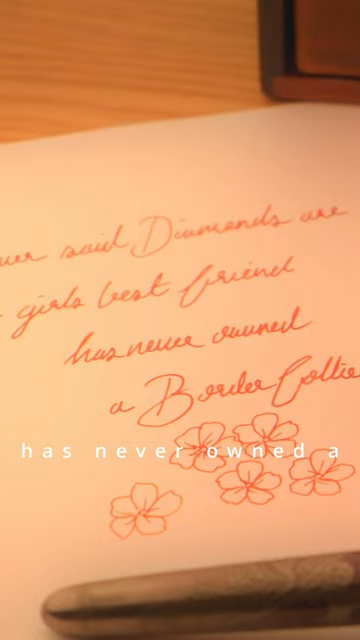 said Diamonds are
girls best friend
has never owned
a Border Collie
has never owned a